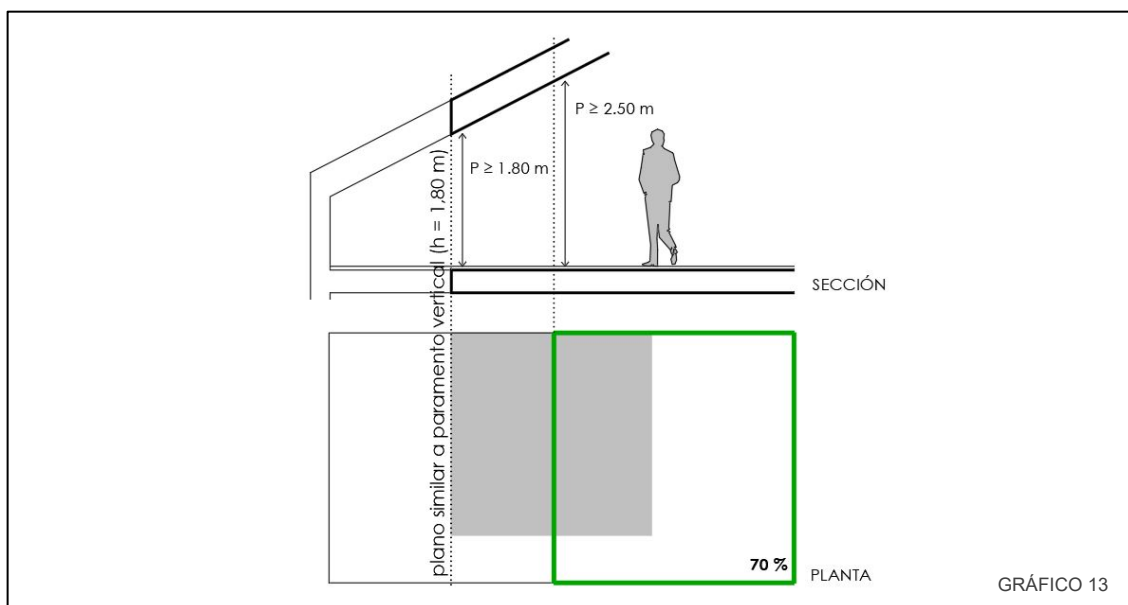 P ≥ 2.50 m
P ≥ 1.80 m
plano similar a paramento vertical (h = 1.80 m)
SECCIÓN
70 %
PLANTA
GRÁFICO 13